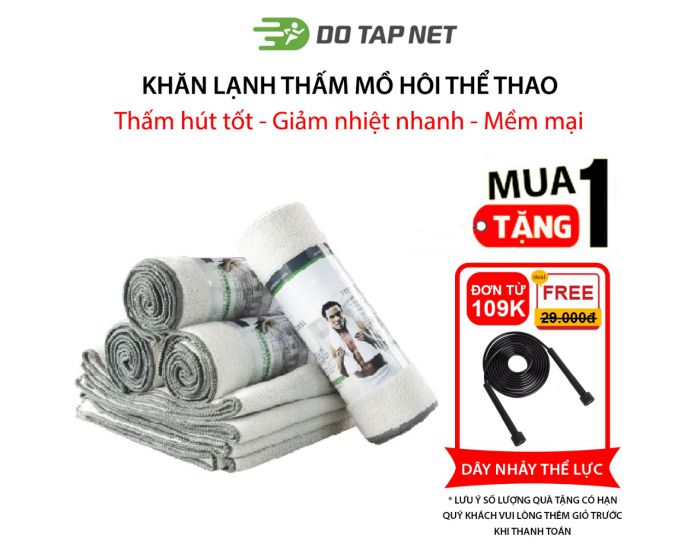 DO TAP NET
KHĂN LẠNH THẤM MỒ HÔI THỂ THAO
Thấm hút tốt - Giảm nhiệt nhanh - Mềm mại
MUA 1
TẶNG
ĐƠN TỪ
109K
deal
FREE
29.000đ
DÂY NHẢY THỂ LỰC
* LƯU Ý SỐ LƯỢNG QUÀ TẶNG CÓ HẠN
QUÝ KHÁCH VUI LÒNG THÊM GIỎ TRƯỚC
KHI THANH TOÁN